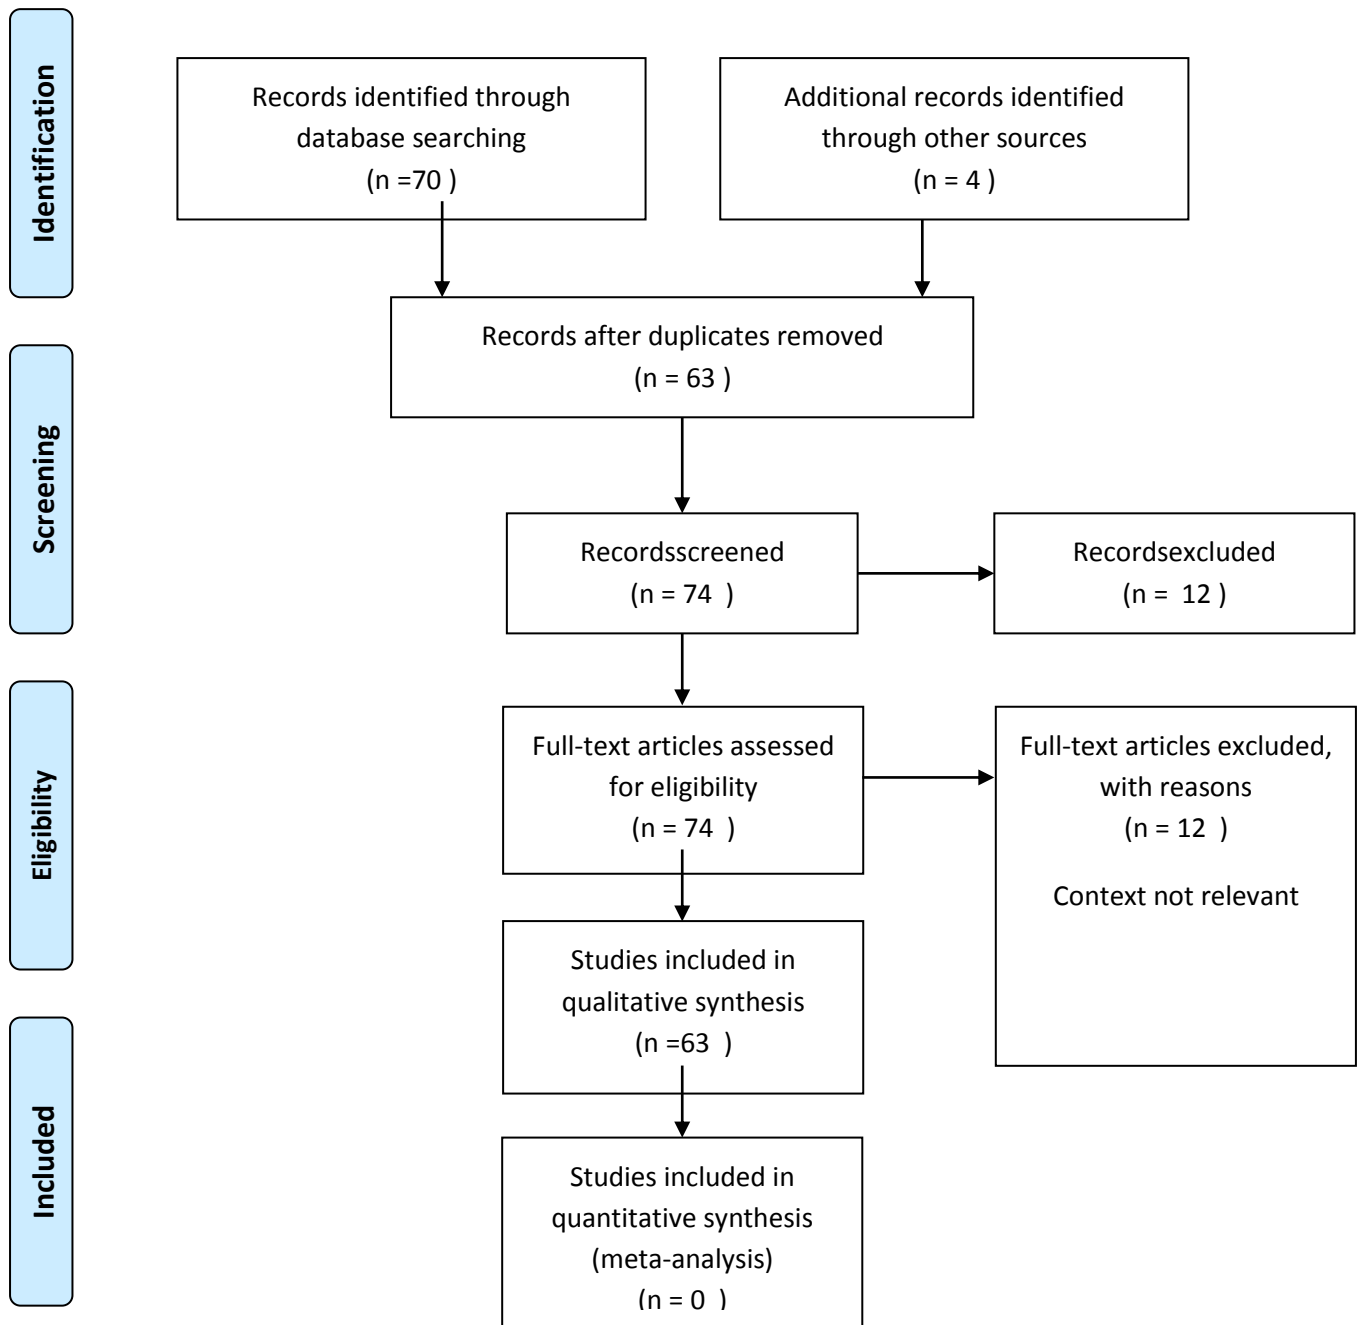 Identification
Records identified through
database searching
(n =70 )
Additional records identified
through other sources
(n = 4 )
Records after duplicates removed
(n = 63 )
Screening
Recordsscreened
(n = 74 )
Recordsexcluded
(n = 12 )
Eligibility
Full-text articles assessed
for eligibility
(n = 74 )
Full-text articles excluded,
with reasons
(n = 12 )
Context not relevant
Studies included in
qualitative synthesis
(n =63 )
Included
Studies included in
quantitative synthesis
(meta-analysis)
(n = 0 )